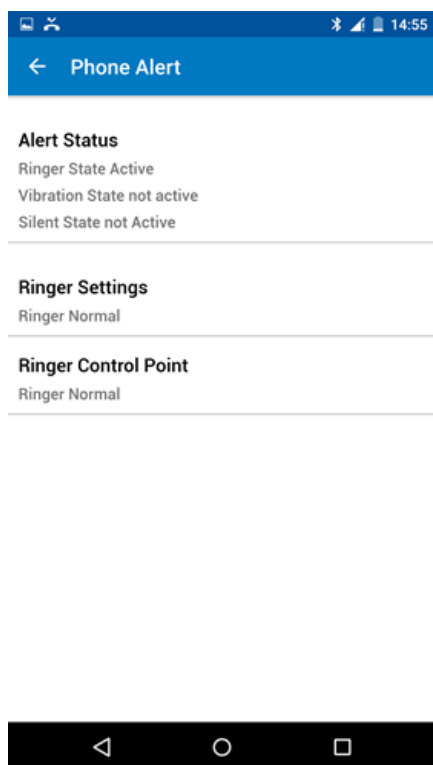 14:55
Phone Alert
Alert Status
Ringer State Active
Vibration State not active
Silent State not Active
Ringer Settings
Ringer Normal
Ringer Control Point
Ringer Normal